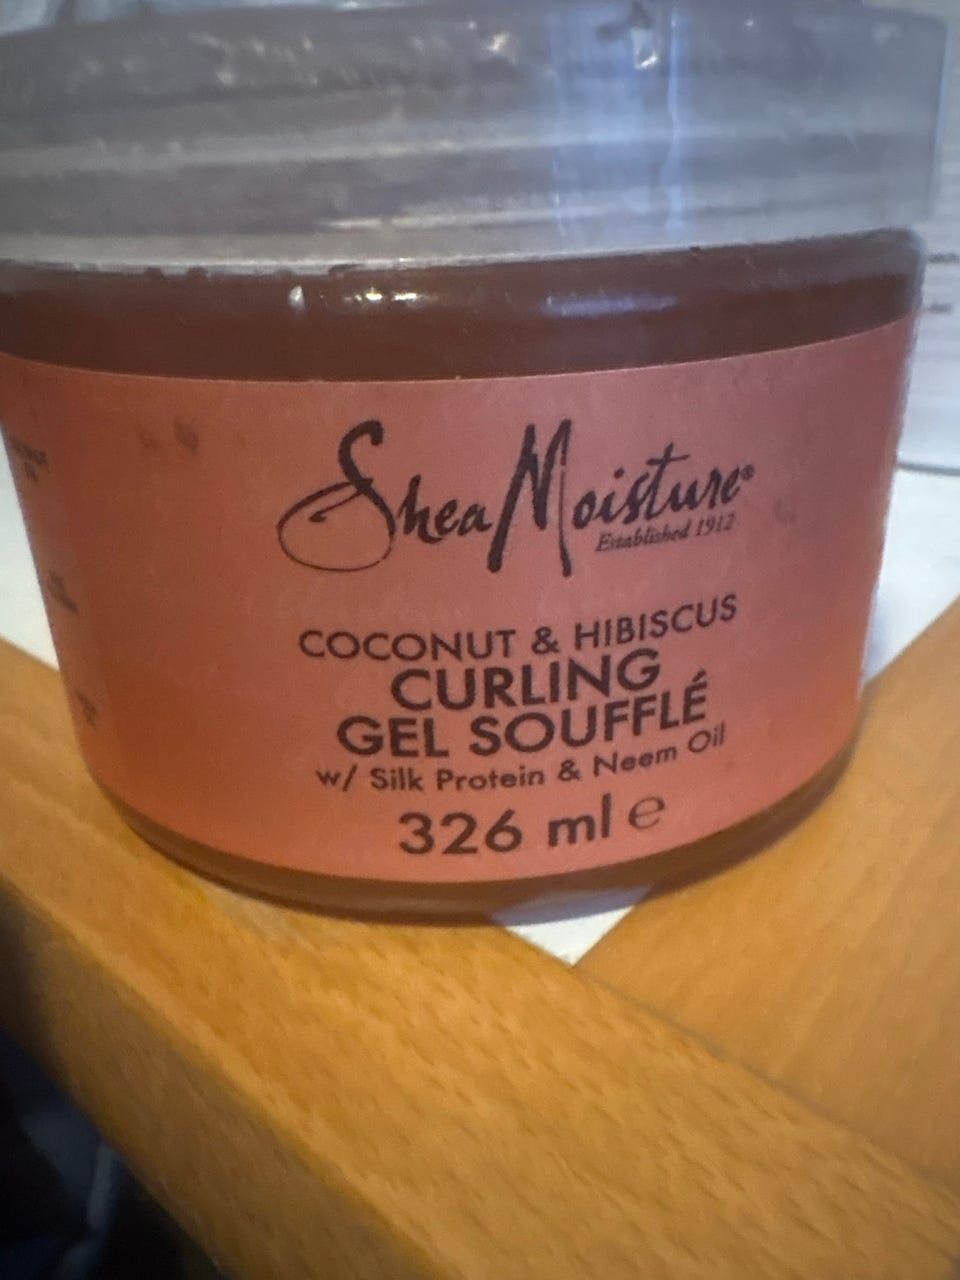 SheaMoisture®
Established 1912
COCONUT & HIBISCUS
CURLING
GEL SOUFFLÉ
w/ Silk Protein & Neem Oil
326 ml ℮